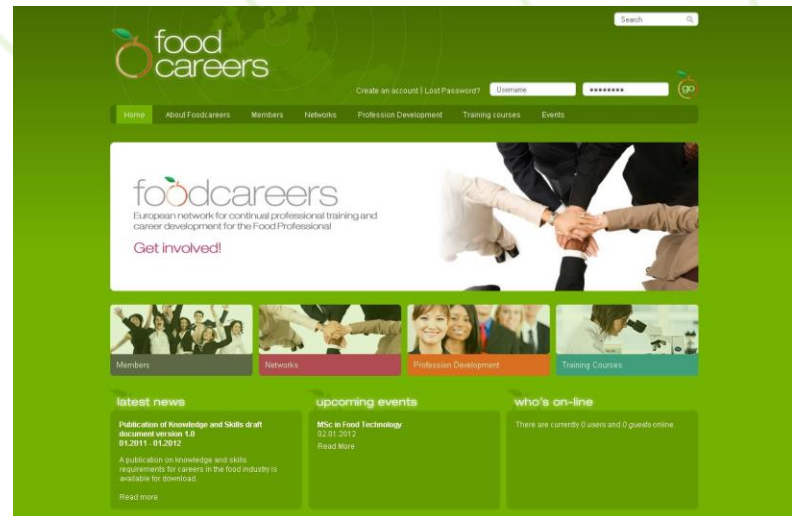 Search
food
careers
Create an account | Lost Password?
Username
••••••••
go
Home
About Foodcareers
Members
Networks
Profession Development
Training courses
Events
foodcareers
European network for continual professional training and
career development for the Food Professional
Get involved!
Members
Networks
Profession Development
Training Courses
latest news
Publication of Knowledge and Skills draft
document version 1.0
01.2011 - 01.2012
A publication on knowledge and skills
requirements for careers in the food industry is
available for download.
Read more
upcoming events
MSc in Food Technology
02.01.2012
Read More
who's on-line
There are currently 0 users and 0 guests online.